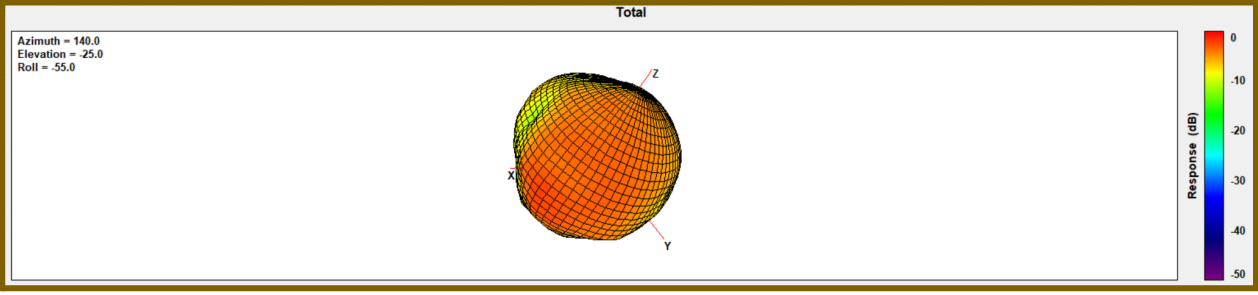 Total
Azimuth = 140.0
Elevation = -25.0
Roll = -55.0
Z
X
Y
Response (dB)
0
-10
-20
-30
-40
-50